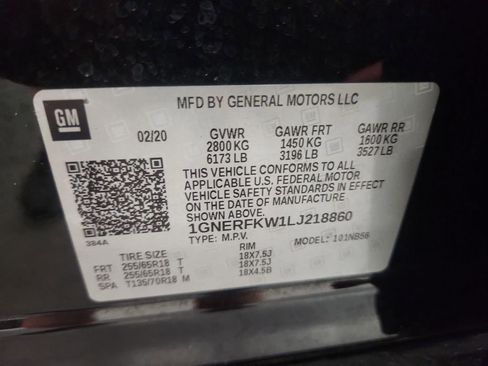 GM
MFD BY GENERAL MOTORS LLC
02/20 GVWR GAWR FRT GAWR RR
2800 KG 1450 KG 1600 KG
6173 LB 3196 LB 3527 LB
THIS VEHICLE CONFORMS TO ALL
APPLICABLE U.S. FEDERAL MOTOR
VEHICLE SAFETY STANDARDS IN EFFECT
ON THE DATE OF MANUFACTURE SHOWN ABOVE.
1GNERFKW1LJ218860
384A TYPE: M.P.V. MODEL: 101NB56
TIRE SIZE RIM
FRT 255/65R18 T 18X7.5J
RR 255/65R18 T 18X7.5J
SPA T135/70R18 M 18X4.5B